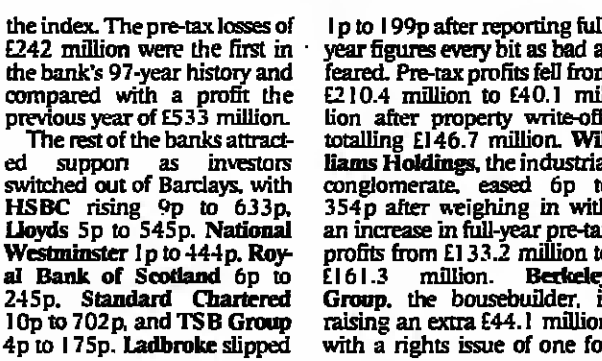 the index. The pre-tax losses of
£242 million were the first in
the bank's 97-year history and
compared with a profit the
previous year of £533 million.
The rest of the banks attract-
ed support as investors
switched out of Barclays, with
HSBC rising 9p to 633p,
Lloyds 5p to 545p. National
Westminster 1p to 444p. Roy-
al Bank of Scotland 6p to
245p. Standard Chartered
10p to 702p, and TSB Group
4p to 175p. Ladbroke slipped
1p to 199p after reporting full
year figures every bit as bad a
feared. Pre-tax profits fell from
£210.4 million to £40.1 mil
lion after property write-off
totalling £146.7 million. Wil
liams Holdings, the industria
conglomerate, eased 6p t
354p after weighing in with
an increase in full-year pre-ta
profits from £133.2 million t
£161.3 million. Berkeley
Group, the bousebuilder, i
raising an extra £44.1 million
with a rights issue of one fo